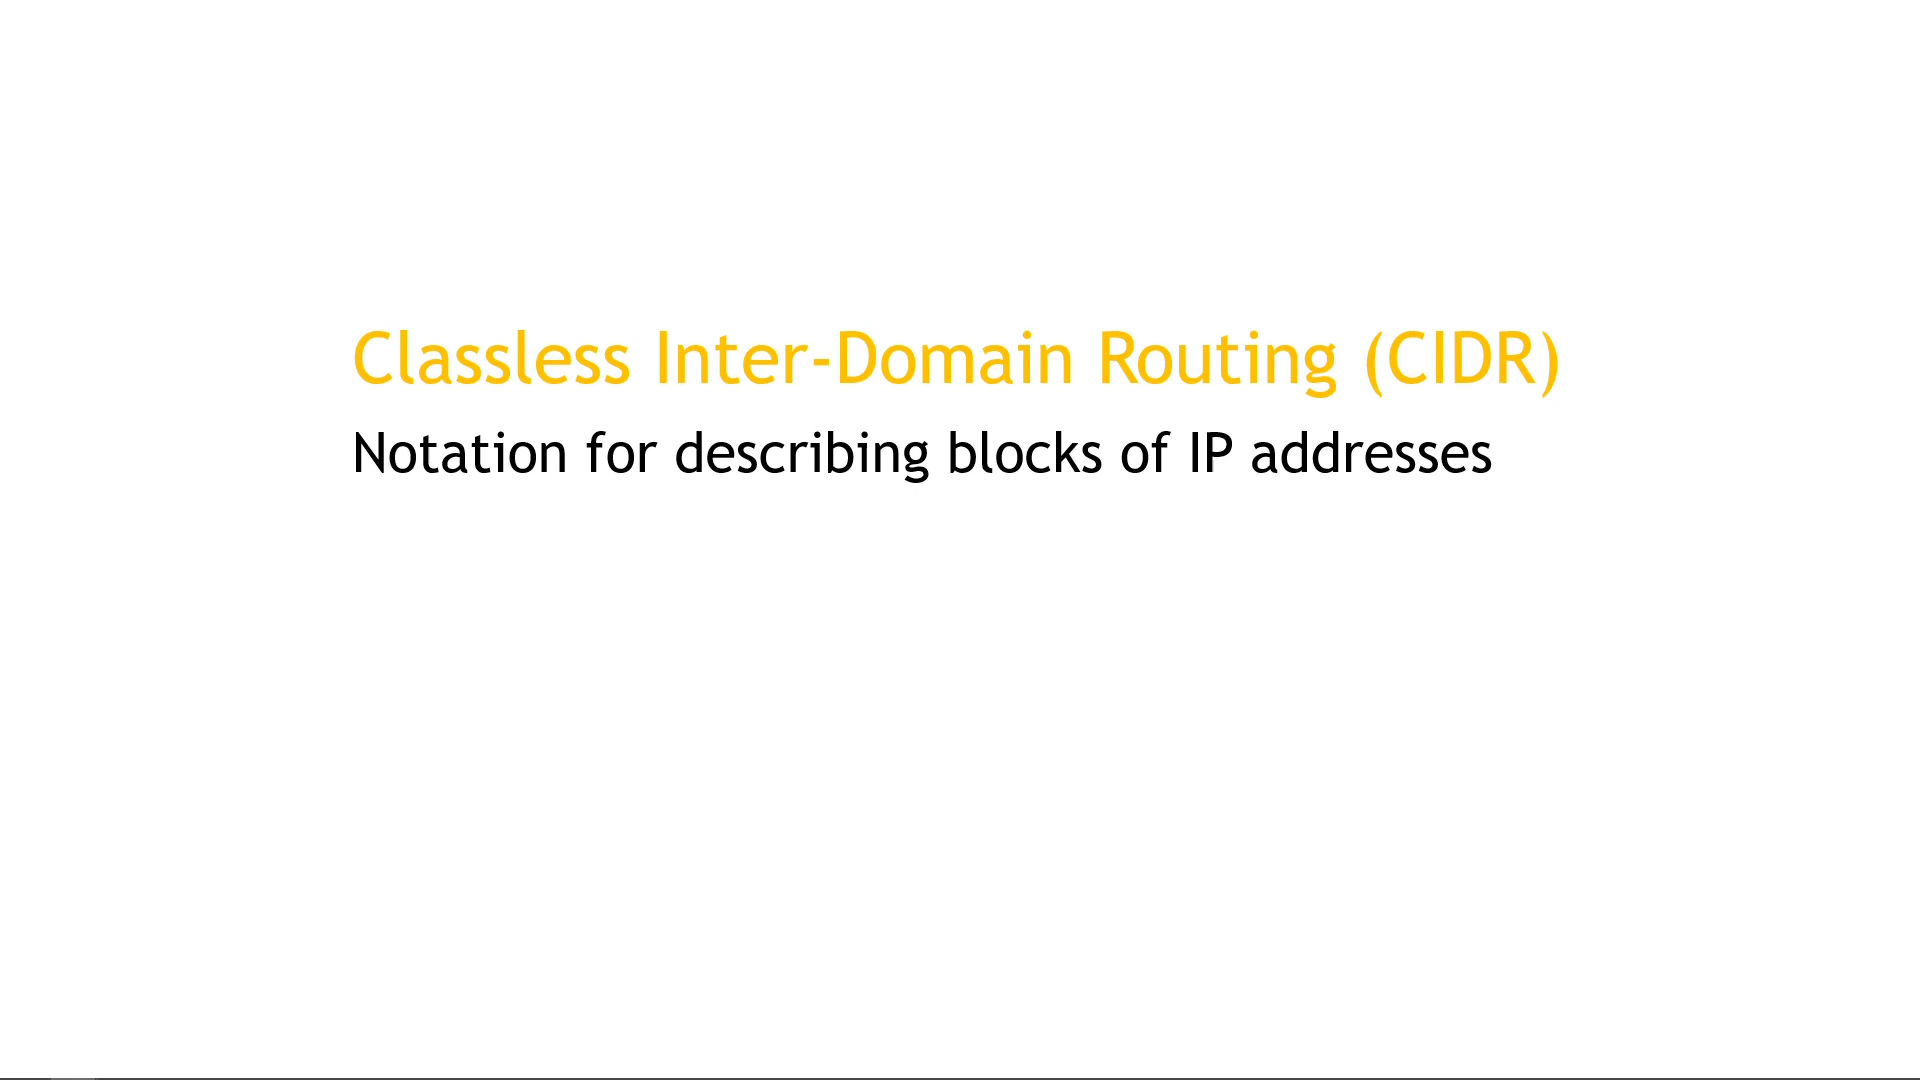 Classless Inter-Domain Routing (CIDR)
Notation for describing blocks of IP addresses